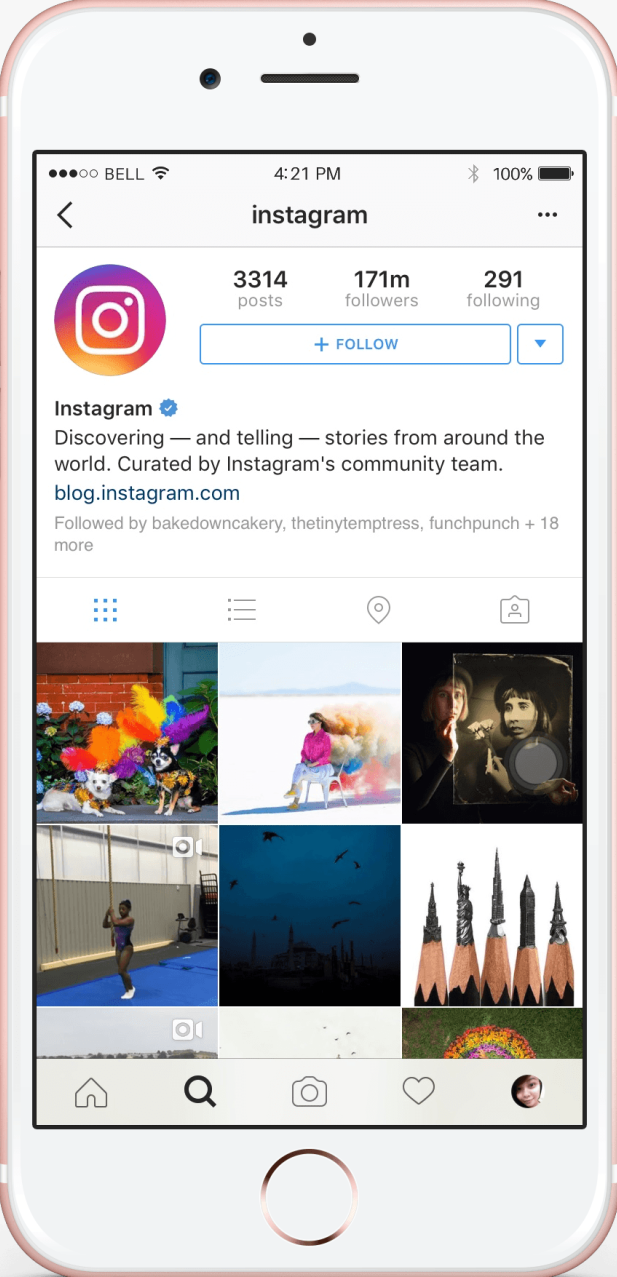 BELL 4:21 PM 100%
instagram
3314 171m 291
posts followers following
+ FOLLOW
Instagram
Discovering — and telling — stories from around the
world. Curated by Instagram's community team.
blog.instagram.com
Followed by bakedowncakery, thetinytemptress, funchpunch + 18
more